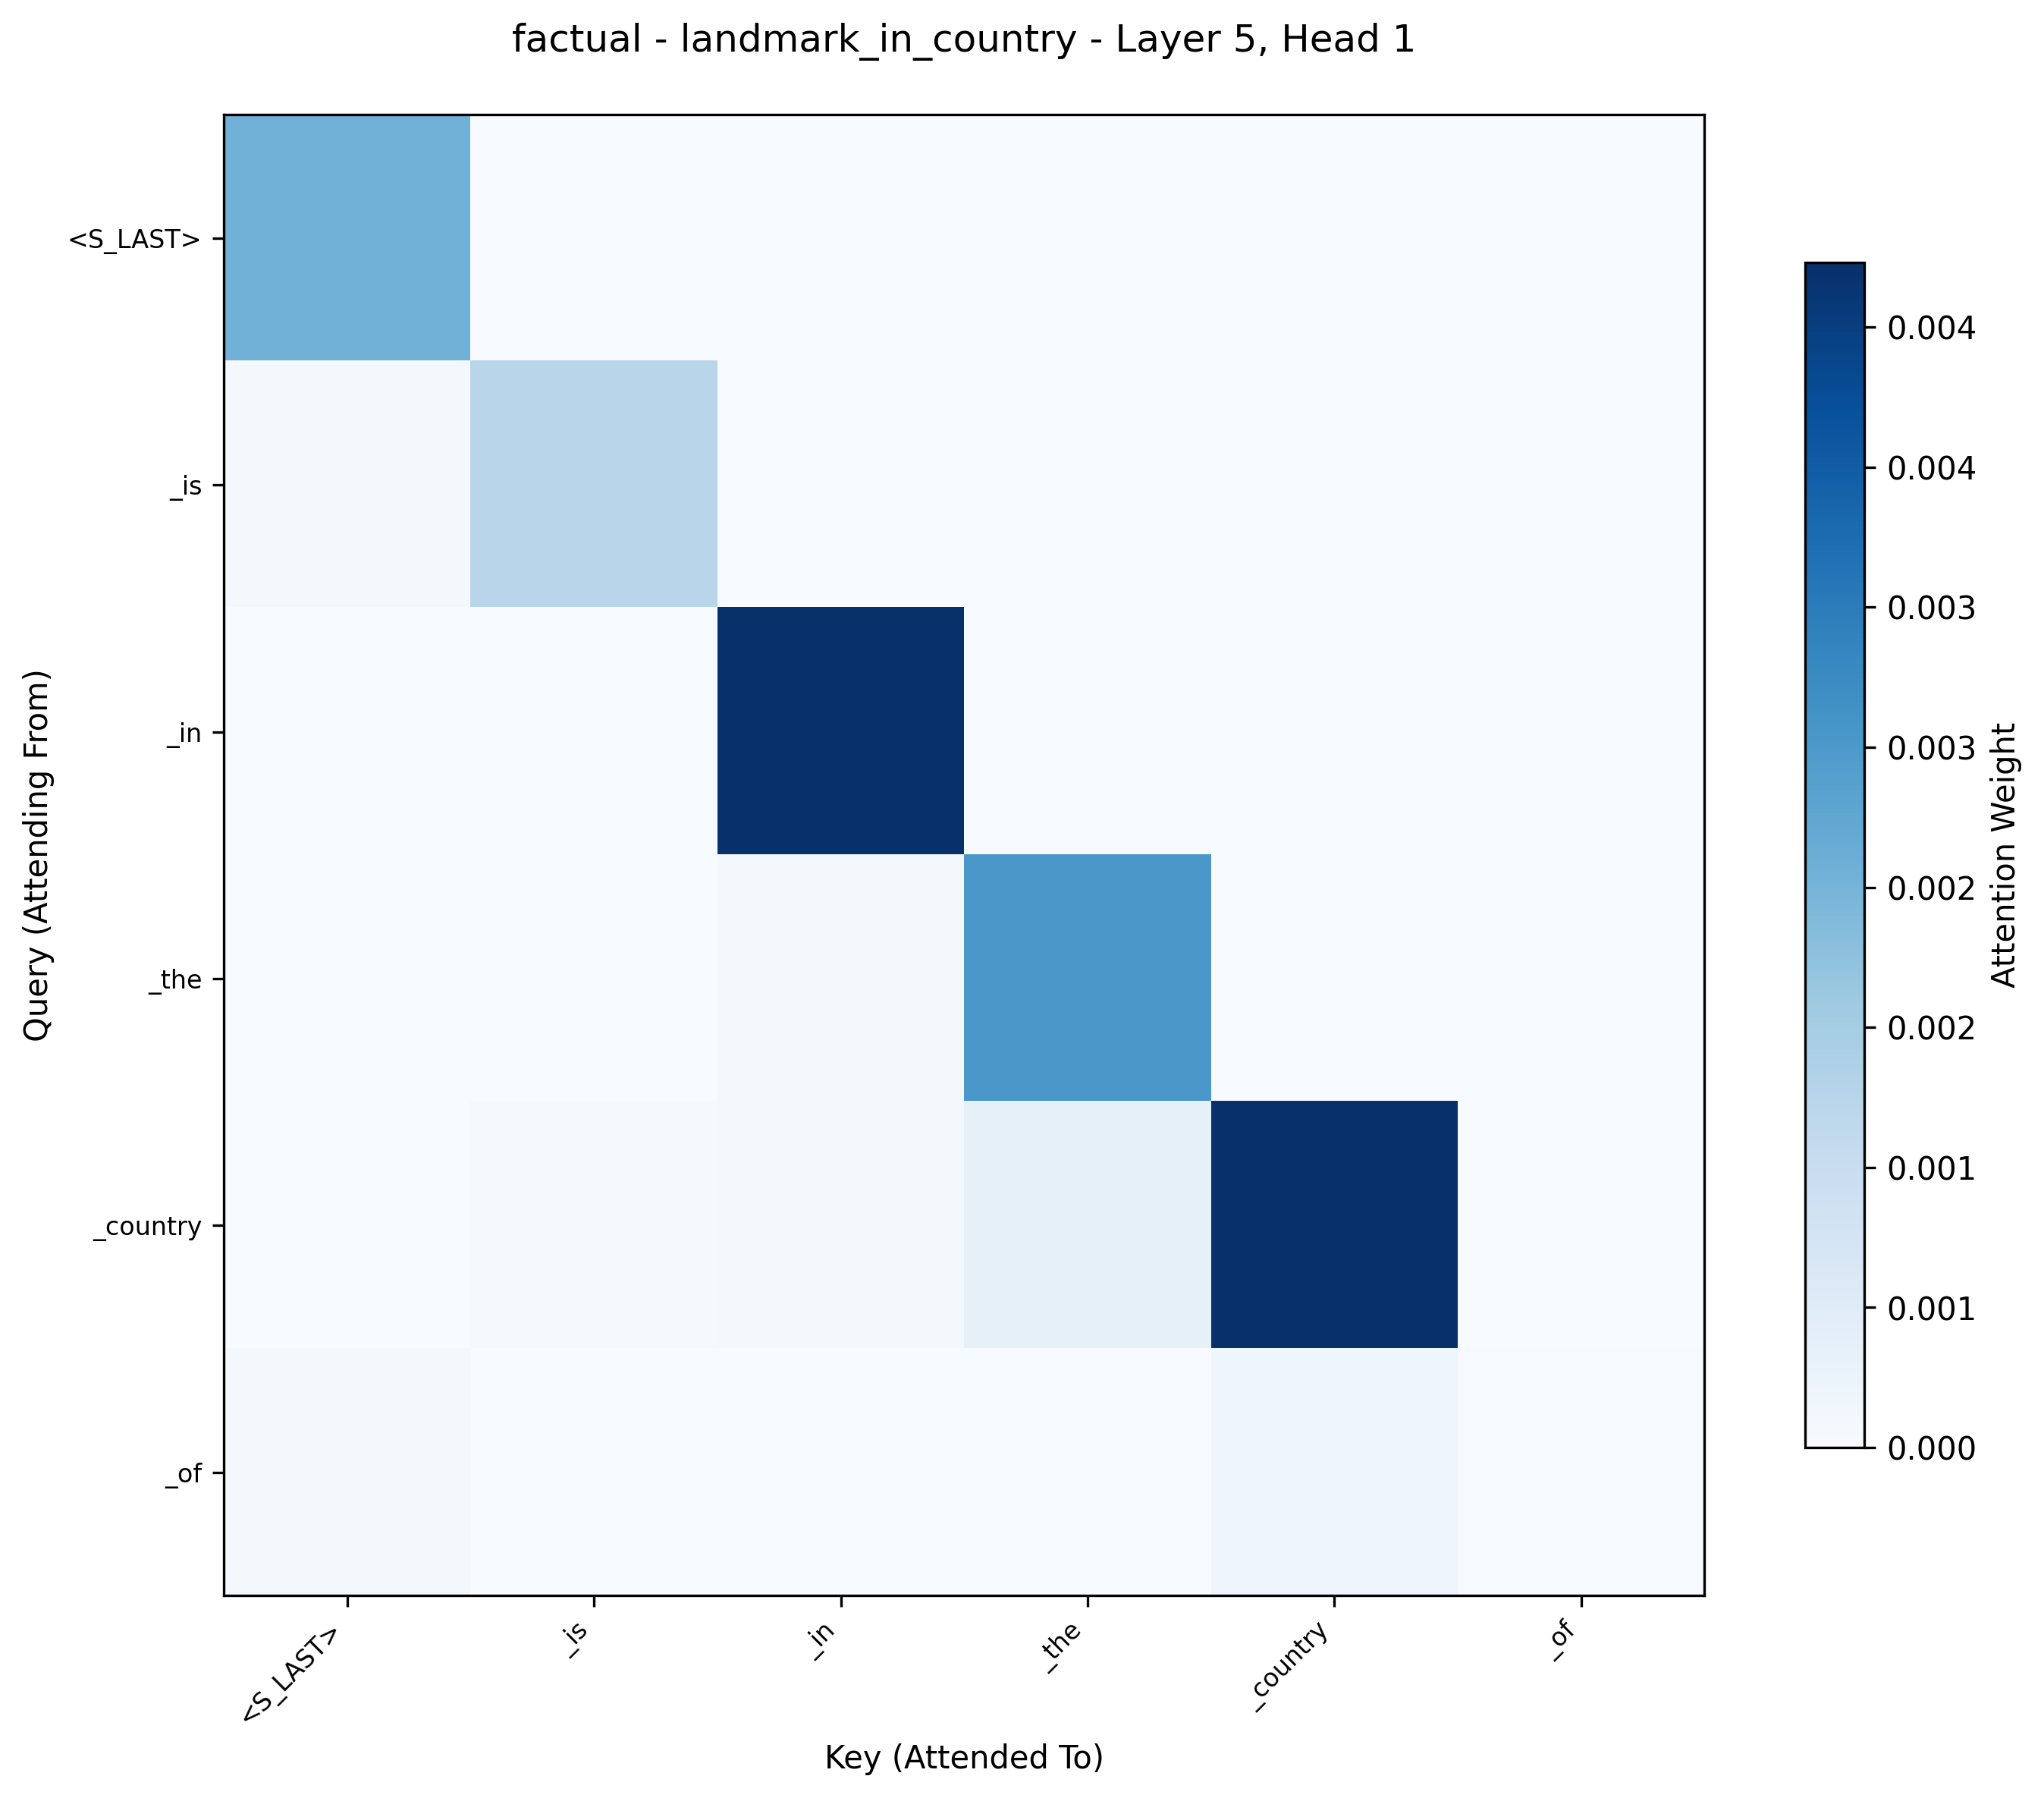 factual - landmark_in_country - Layer 5, Head 1
Query (Attending From)
<S_LAST>
_is
_in
_the
_country
_of
<S_LAST>
_is
_in
_the
_country
_of
Key (Attended To)
0.004
0.004
0.003
0.003
0.002
0.002
0.001
0.001
0.000
Attention Weight